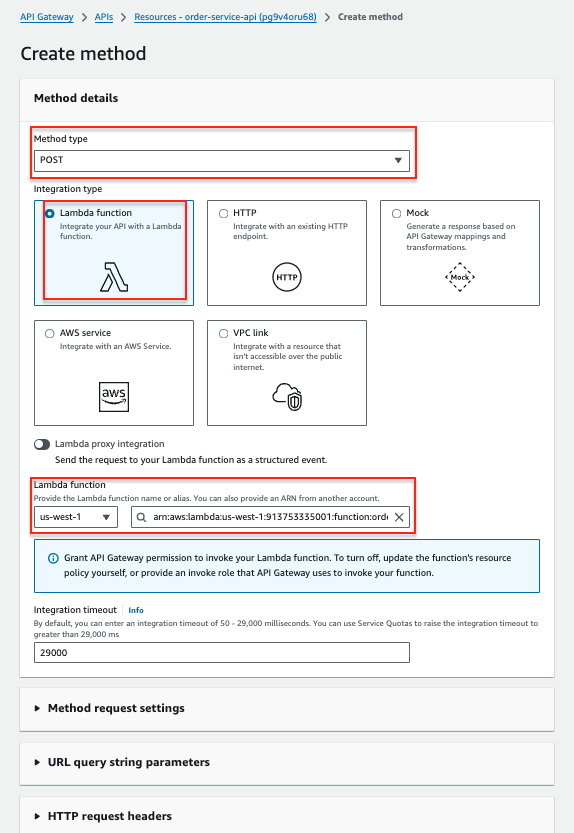 API Gateway > APIs > Resources - order-service-api (pg9v4oru68) > Create method
Create method
Method details
Method type
POST
Integration type
Lambda function
Integrate your API with a Lambda
function.
HTTP
Integrate with an existing HTTP
endpoint.
HTTP
Mock
Generate a response based on
API Gateway mappings and
transformations.
Mock
AWS service
Integrate with an AWS Service.
aws
VPC link
Integrate with a resource that
isn't accessible over the public
internet.
Lambda proxy integration
Send the request to your Lambda function as a structured event.
Lambda function
Provide the Lambda function name or alias. You can also provide an ARN from another account.
us-west-1
arn:aws:lambda:us-west-1:913753335001:function:orde
Grant API Gateway permission to invoke your Lambda function. To turn off, update the function's resource
policy yourself, or provide an invoke role that API Gateway uses to invoke your function.
Integration timeout Info
By default, you can enter an integration timeout of 50 - 29,000 milliseconds. You can use Service Quotas to raise the integration timeout to
greater than 29,000 ms
29000
Method request settings
URL query string parameters
HTTP request headers